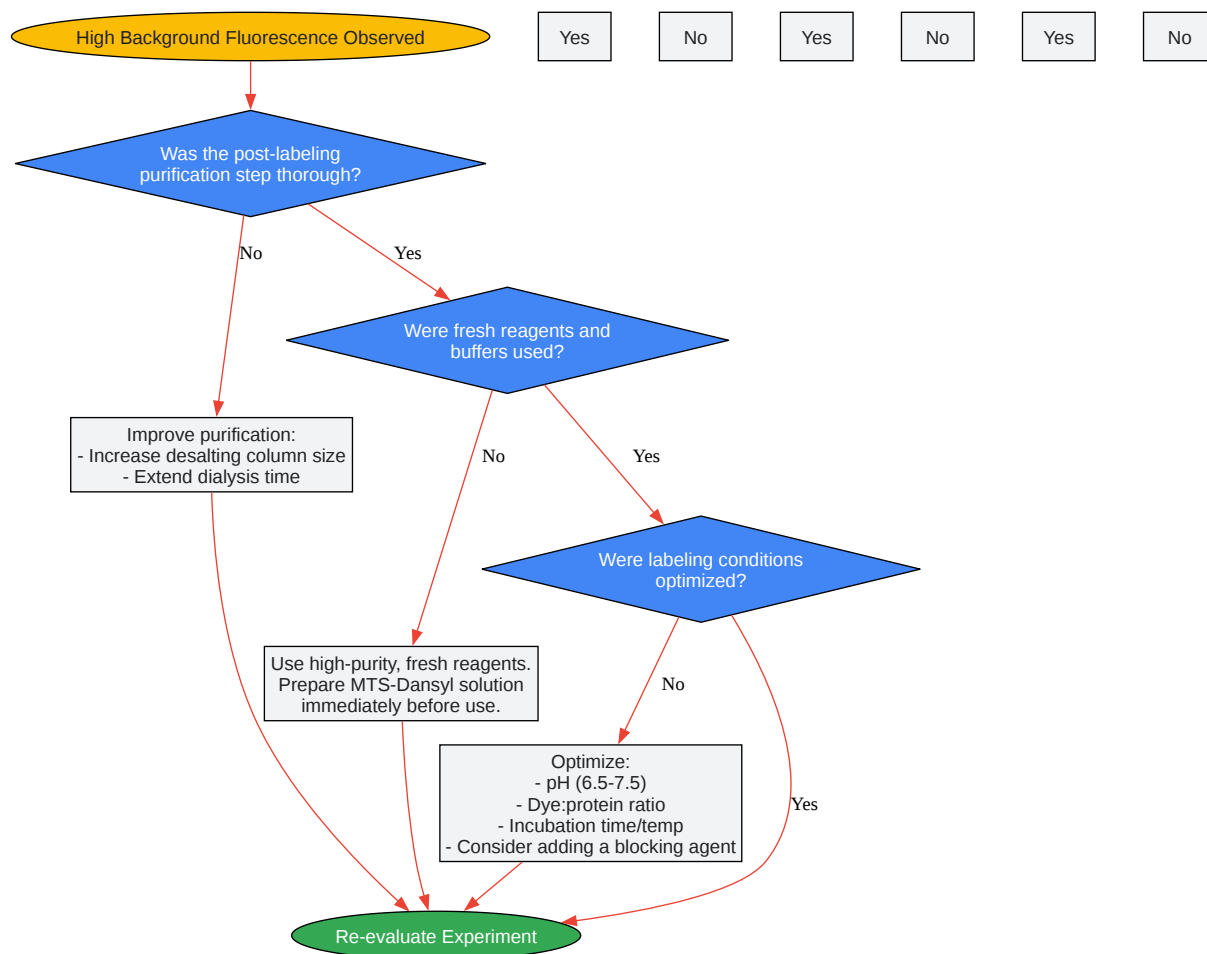 High Background Fluorescence Observed
Yes
No
Yes
No
Yes
No
Was the post-labeling
purification step thorough?
No
Yes
Were fresh reagents and
buffers used?
Improve purification:
- Increase desalting column size
- Extend dialysis time
No
Yes
Were labeling conditions
optimized?
Use high-purity, fresh reagents.
Prepare MTS-Dansyl solution
immediately before use.
No
Optimize:
- pH (6.5-7.5)
- Dye:protein ratio
- Incubation time/temp
- Consider adding a blocking agent
Yes
Re-evaluate Experiment